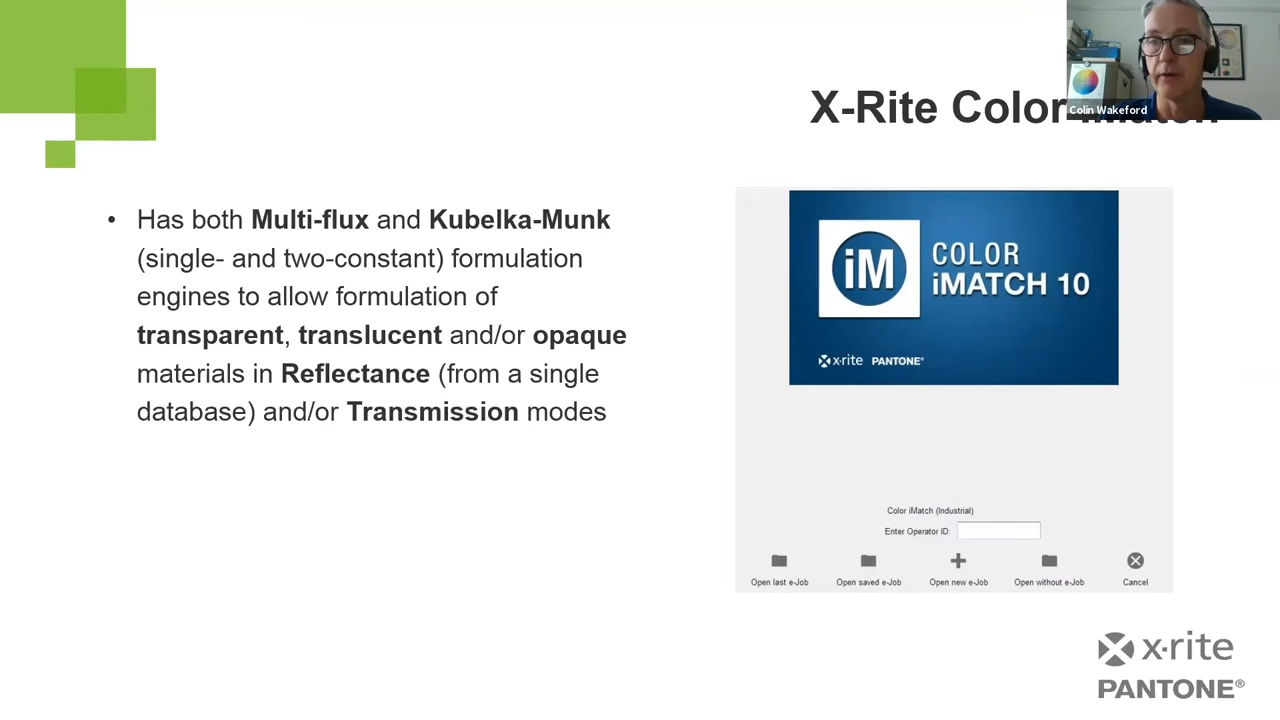 Colin Wakeford
X-Rite Color
• Has both Multi-flux and Kubelka-Munk
(single- and two-constant) formulation
engines to allow formulation of
transparent, translucent and/or opaque
materials in Reflectance (from a single
database) and/or Transmission modes
iM
COLOR
iMATCH 10
x·rite PANTONE®
Color iMatch (Industrial)
Enter Operator ID:
Open last e-Job Open saved e-Job Open new e-Job Open without e-Job Cancel
x·rite
PANTONE®